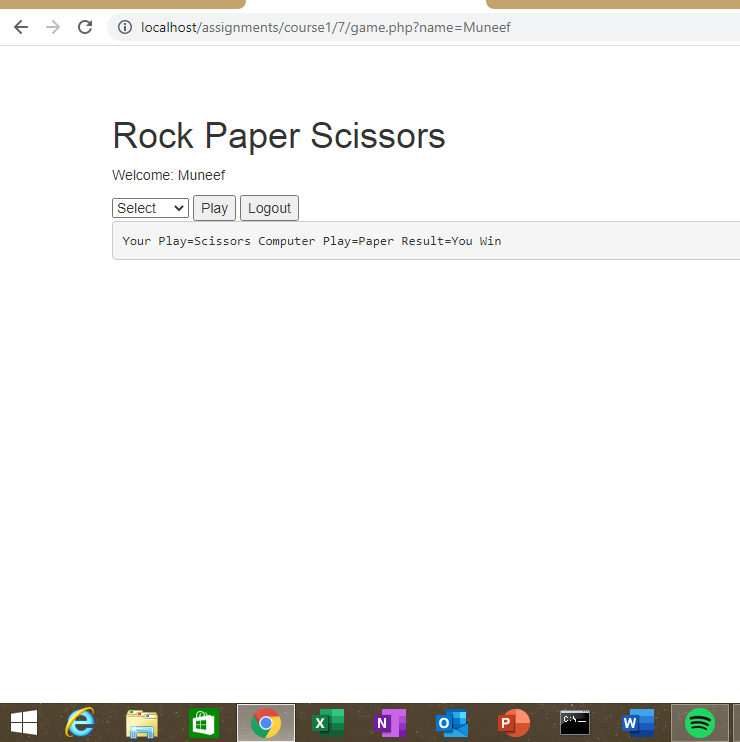 localhost/assignments/course1/7/game.php?name=Muneef
Rock Paper Scissors
Welcome: Muneef
Select Play Logout
Your Play=Scissors Computer Play=Paper Result=You Win
X N O P C:\. W